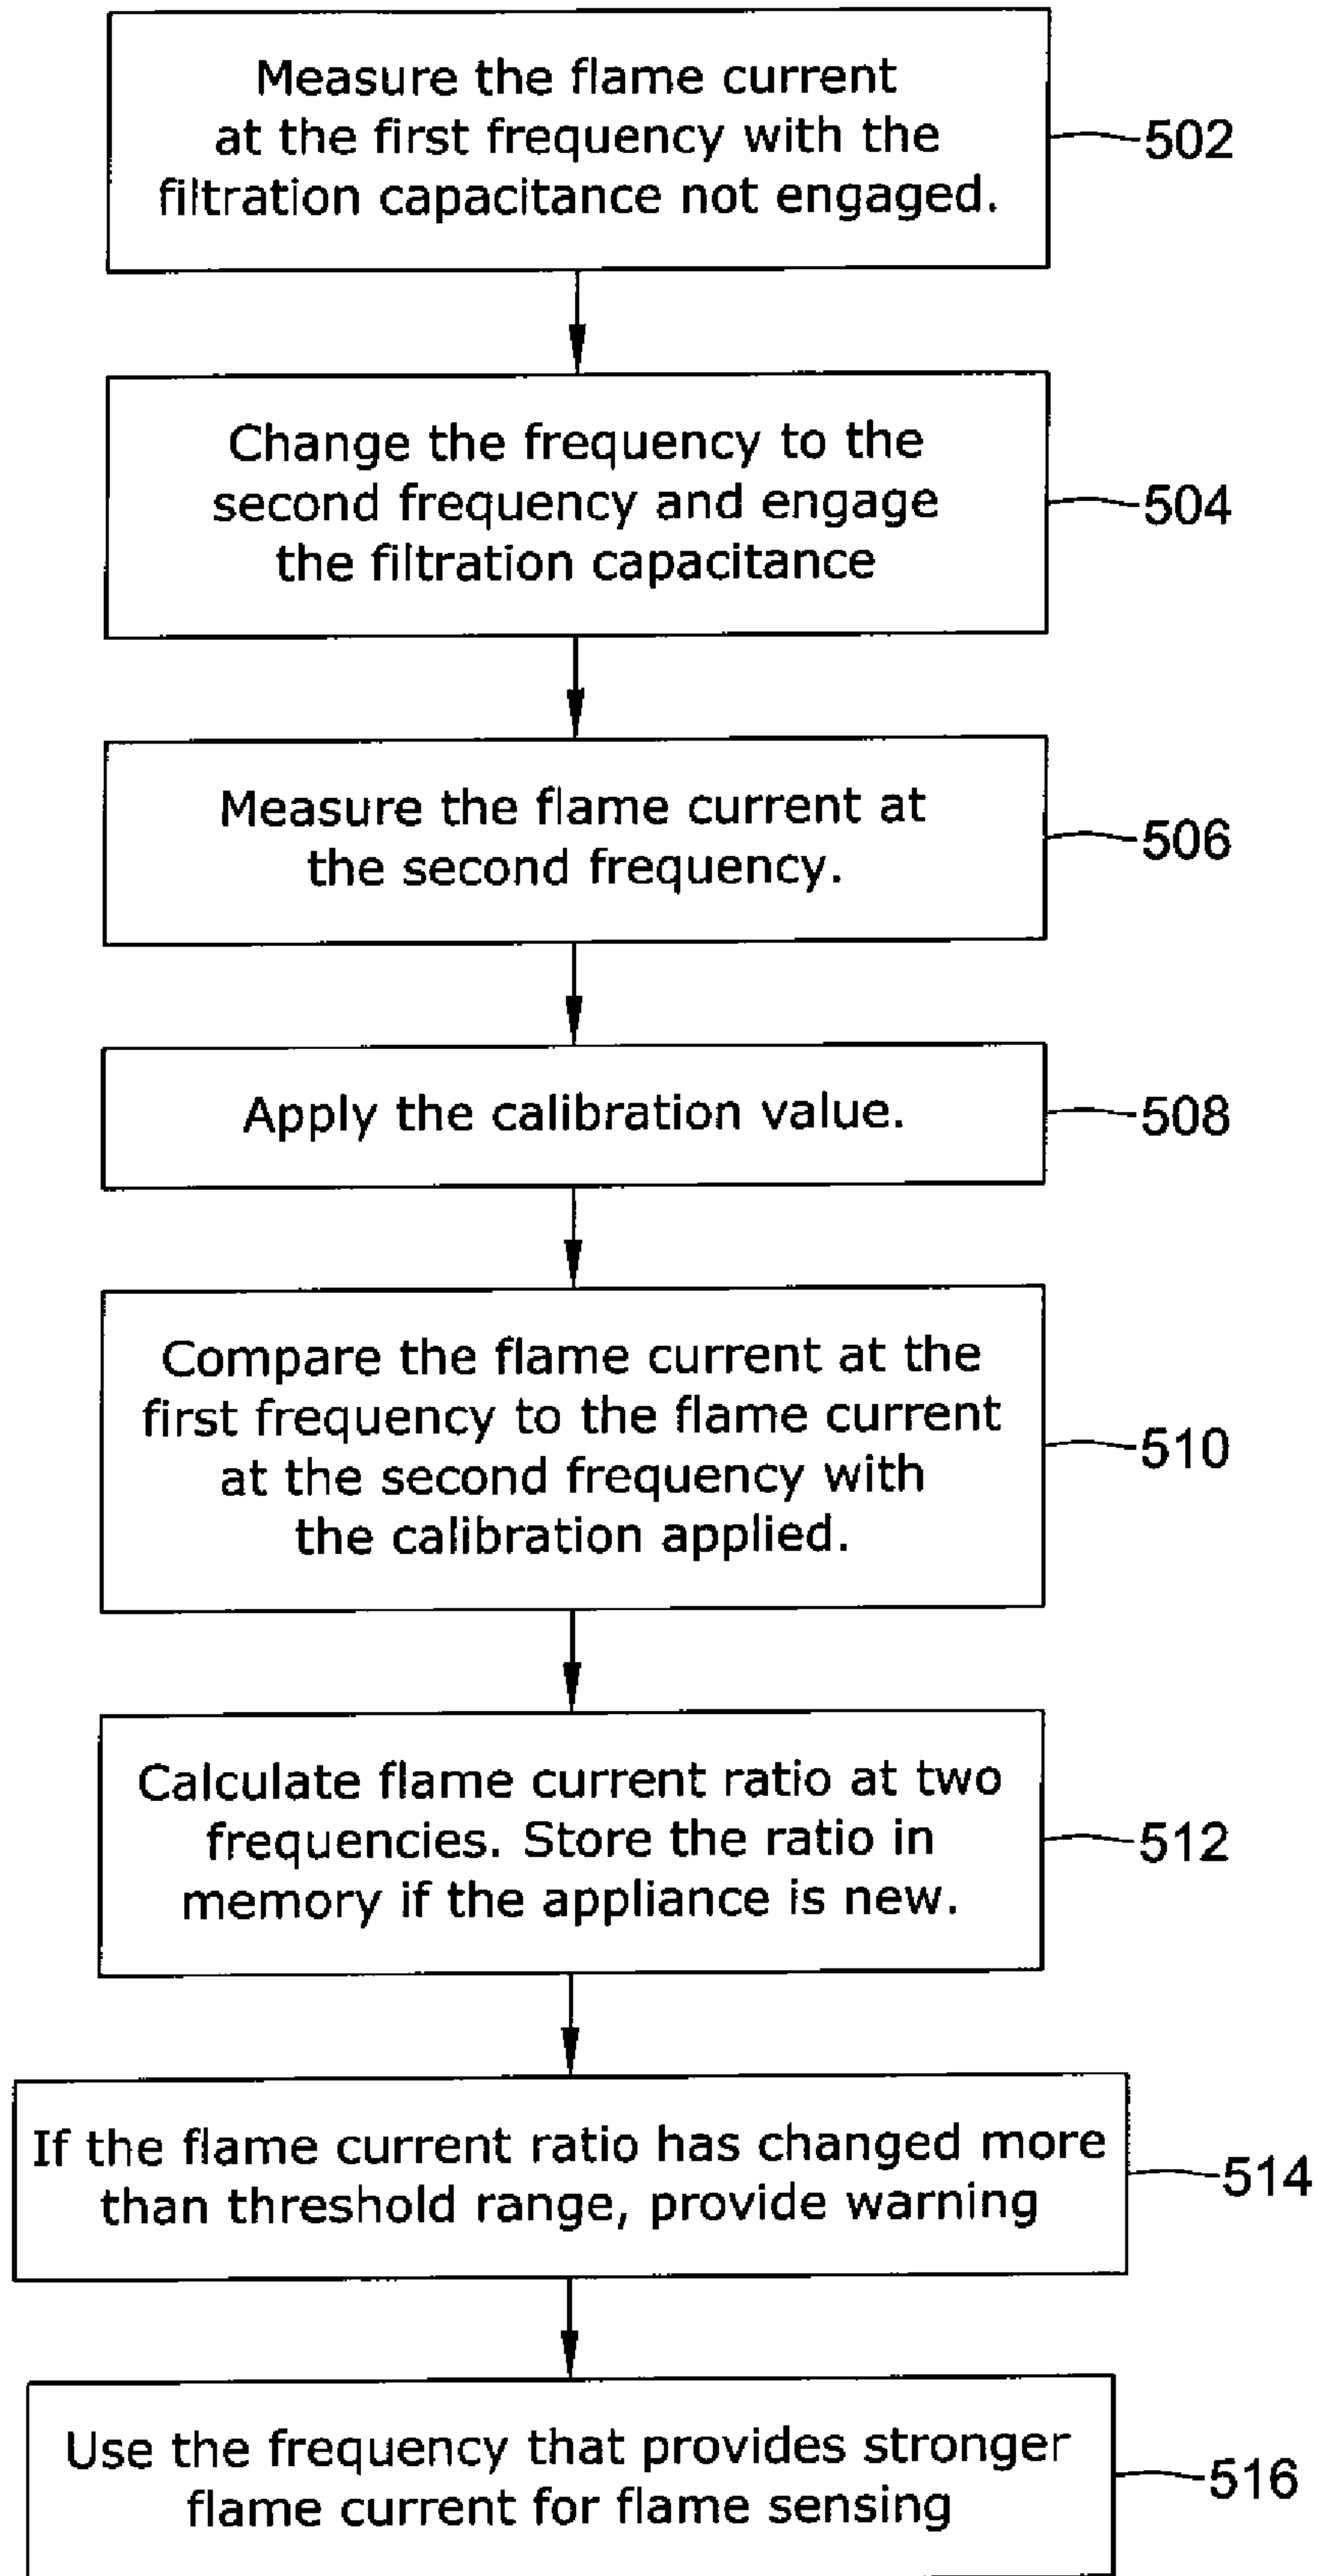 Measure the flame current
at the first frequency with the
filtration capacitance not engaged.
502
Change the frequency to the
second frequency and engage
the filtration capacitance
504
Measure the flame current at
the second frequency.
506
Apply the calibration value.
508
Compare the flame current at the
first frequency to the flame current
at the second frequency with
the calibration applied.
510
Calculate flame current ratio at two
frequencies. Store the ratio in
memory if the appliance is new.
512
If the flame current ratio has changed more
than threshold range, provide warning
514
Use the frequency that provides stronger
flame current for flame sensing
516